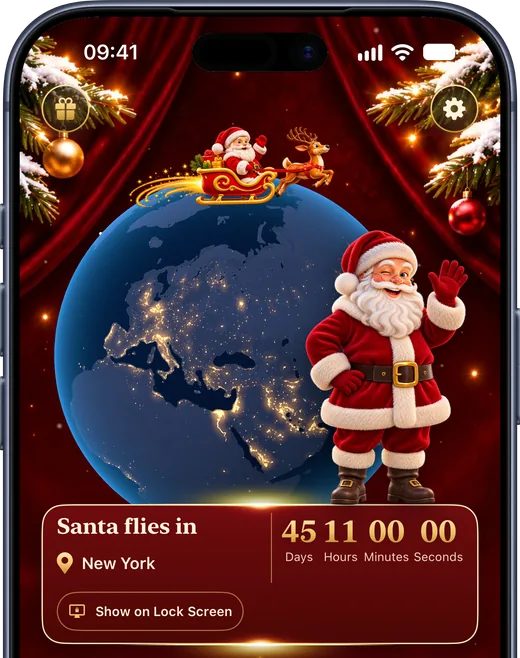 09:41
Santa flies in
New York
45 11 00 00
Days Hours Minutes Seconds
Show on Lock Screen